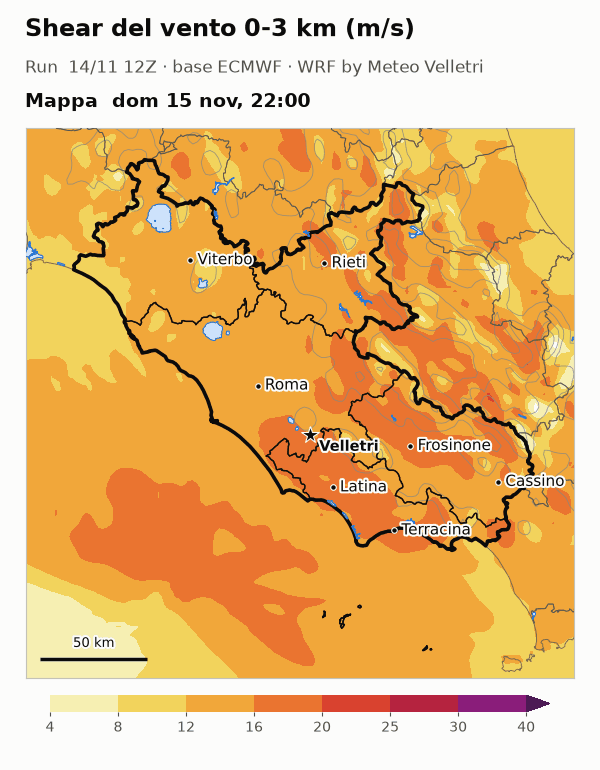 Shear del vento 0-3 km (m/s)
Run  14/11 12Z · base ECMWF · WRF by Meteo Velletri
Mappa  dom 15 nov, 22:00
Viterbo
Rieti
Roma
Velletri
Frosinone
Cassino
Latina
Terracina
50 km
4 8 12 16 20 25 30 40